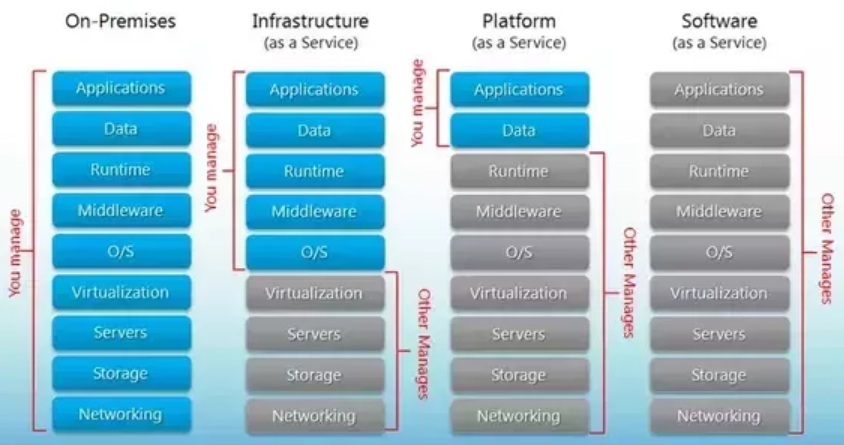 On-Premises
You manage
Applications
Data
Runtime
Middleware
O/S
Virtualization
Servers
Storage
Networking
Infrastructure
(as a Service)
You manage
Applications
Data
Runtime
Middleware
O/S
Virtualization
Servers
Storage
Networking
Other Manages
Platform
(as a Service)
You manage
Applications
Data
Runtime
Middleware
O/S
Virtualization
Servers
Storage
Networking
Other Manages
Software
(as a Service)
Applications
Data
Runtime
Middleware
O/S
Virtualization
Servers
Storage
Networking
Other Manages